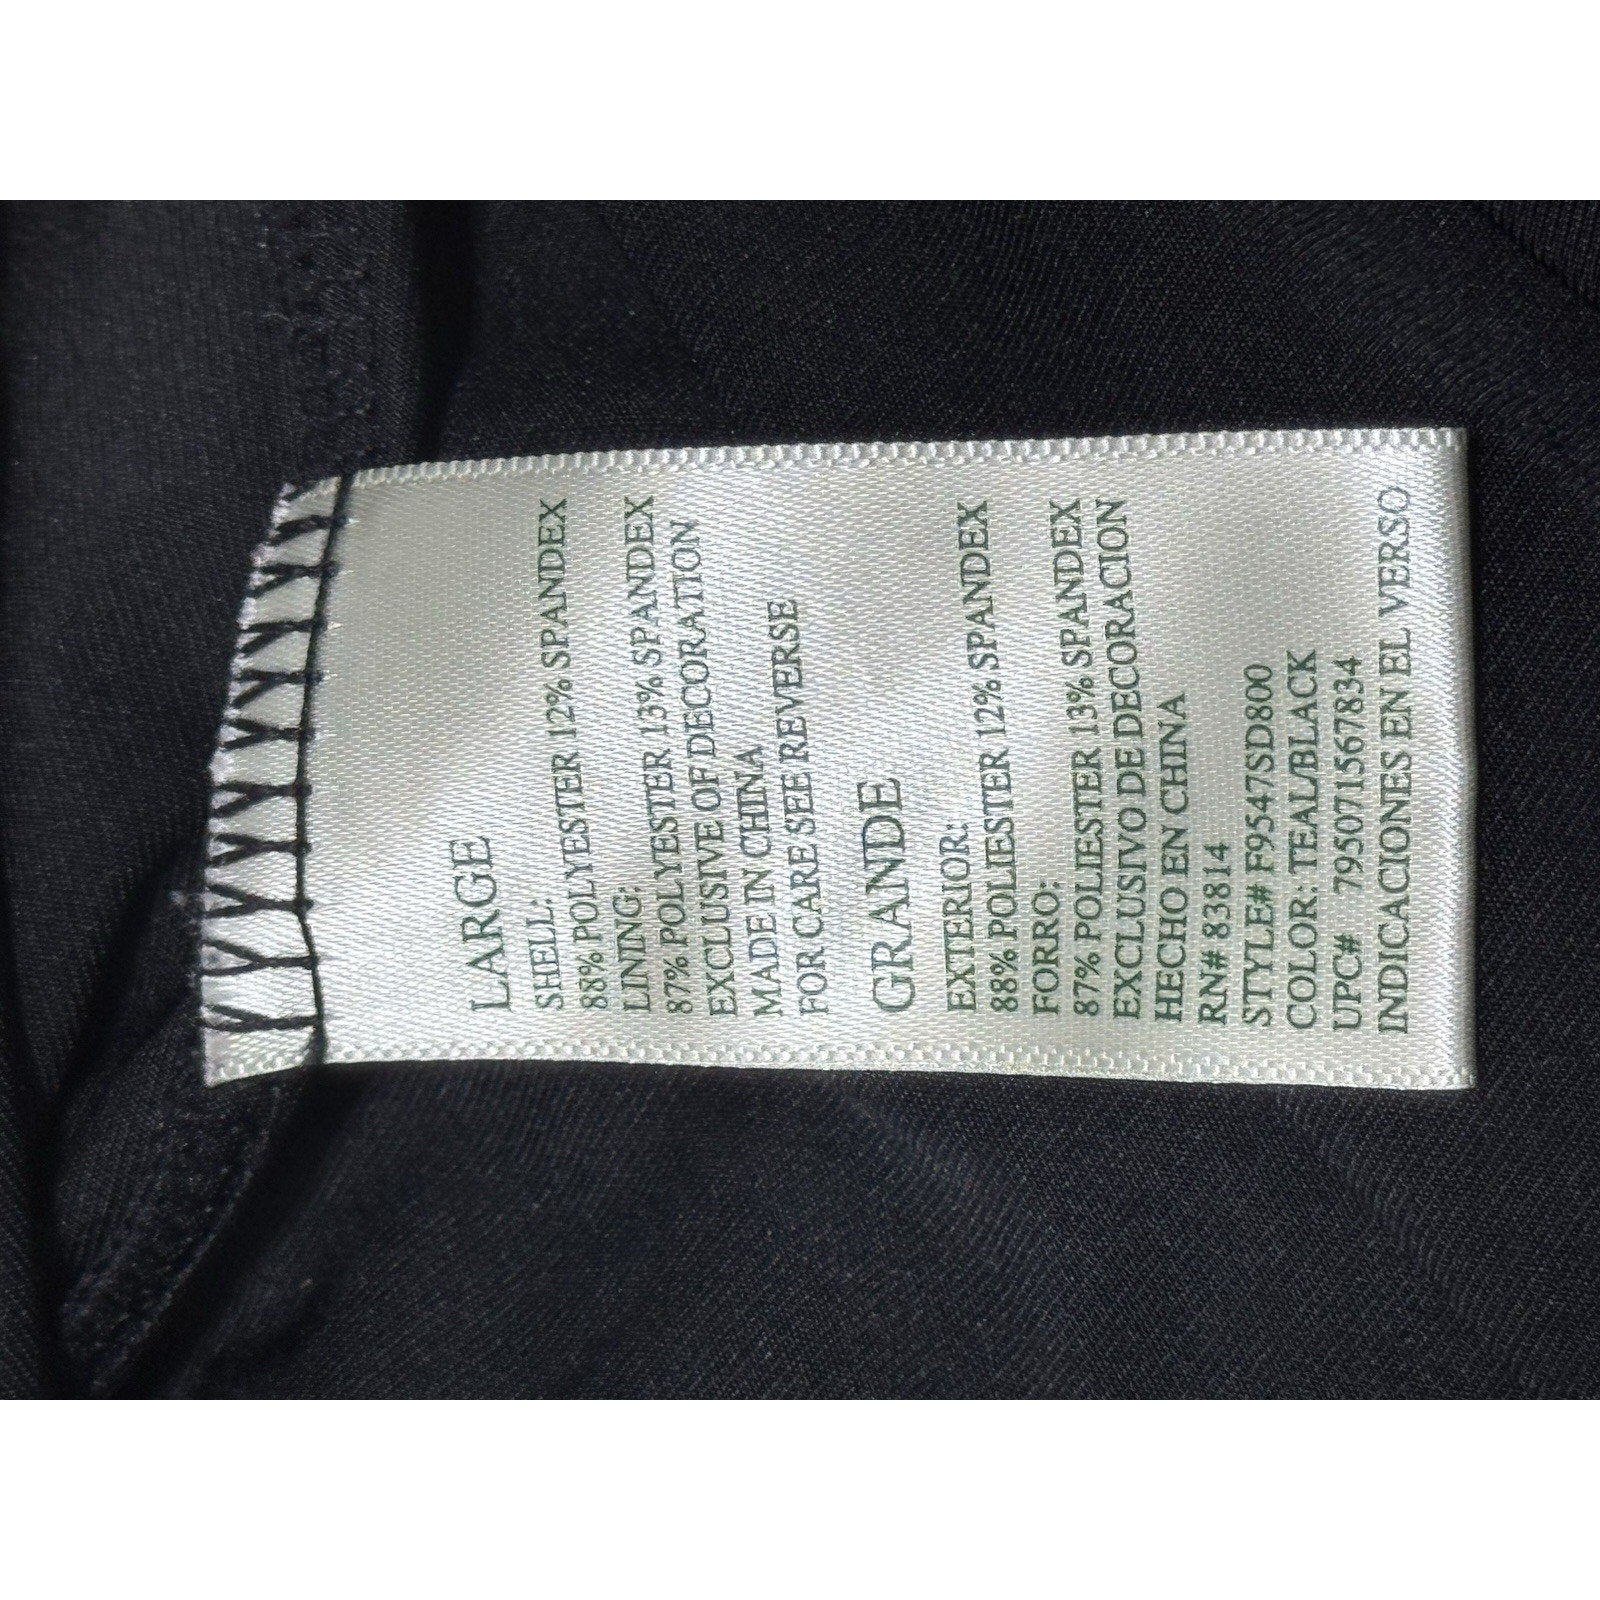 LARGE
SHELL:
88% POLYESTER 12% SPANDEX
LINING:
87% POLYESTER 13% SPANDEX
EXCLUSIVE OF DECORATION
MADE IN CHINA
FOR CARE SEE REVERSE
GRANDE
EXTERIOR:
88% POLIESTER 12% SPANDEX
FORRO:
87% POLIESTER 13% SPANDEX
EXCLUSIVO DE DECORACION
HECHO EN CHINA
RN# 83814
STYLE# F9547SD800
COLOR: TEAL/BLACK
UPC# 795071567834
INDICACIONES EN EL VERSO